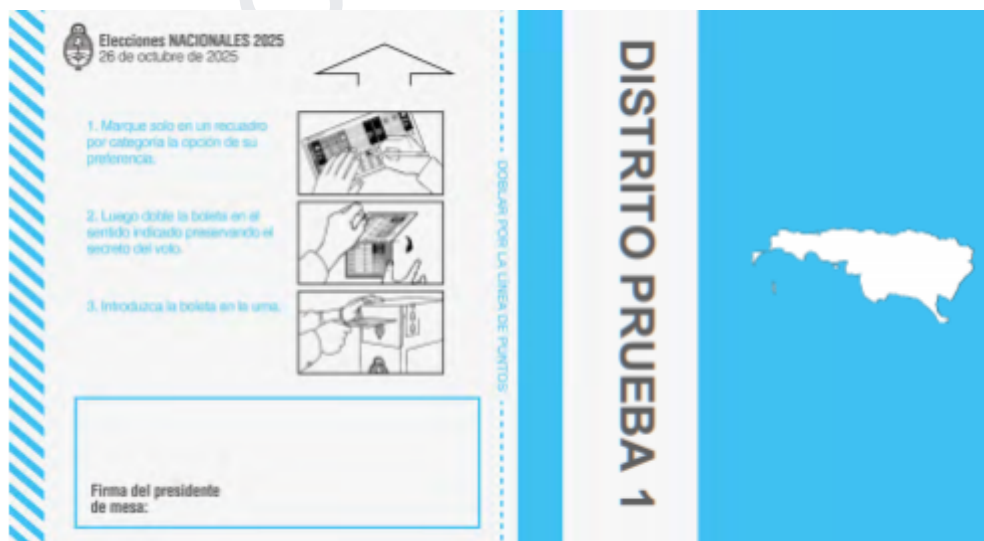 Elecciones NACIONALES 2025
26 de octubre de 2025
1. Marque solo en un recuadro
por categoría la opción de su
preferencia.
2. Luego doble la boleta en el
sentido indicado preservando el
secreto del voto.
3. Introduzca la boleta en la urna.
Firma del presidente
de mesa:
DOBLAR POR LA LÍNEA DE PUNTOS
DISTRITO PRUEBA 1